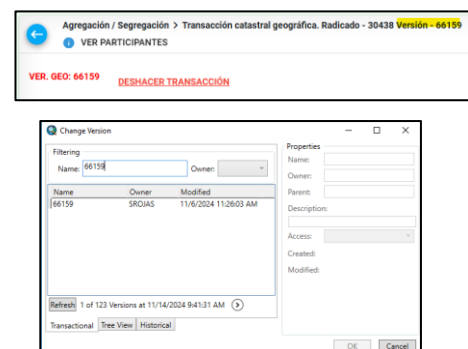 Agregación / Segregación > Transacción catastral geográfica. Radicado - 30438 Versión - 66159
VER PARTICIPANTES
VER. GEO: 66159 DESHACER TRANSACCIÓN
Change Version
Filtering
Name: 66159 Owner:
Name Owner Modified
66159 SROJAS 11/6/2024 11:26:03 AM
Refresh 1 of 123 Versions at 11/14/2024 9:41:31 AM
Transactional Tree View Historical
Properties
Name:
Owner:
Parent:
Description:
Access:
Created:
Modified:
OK Cancel